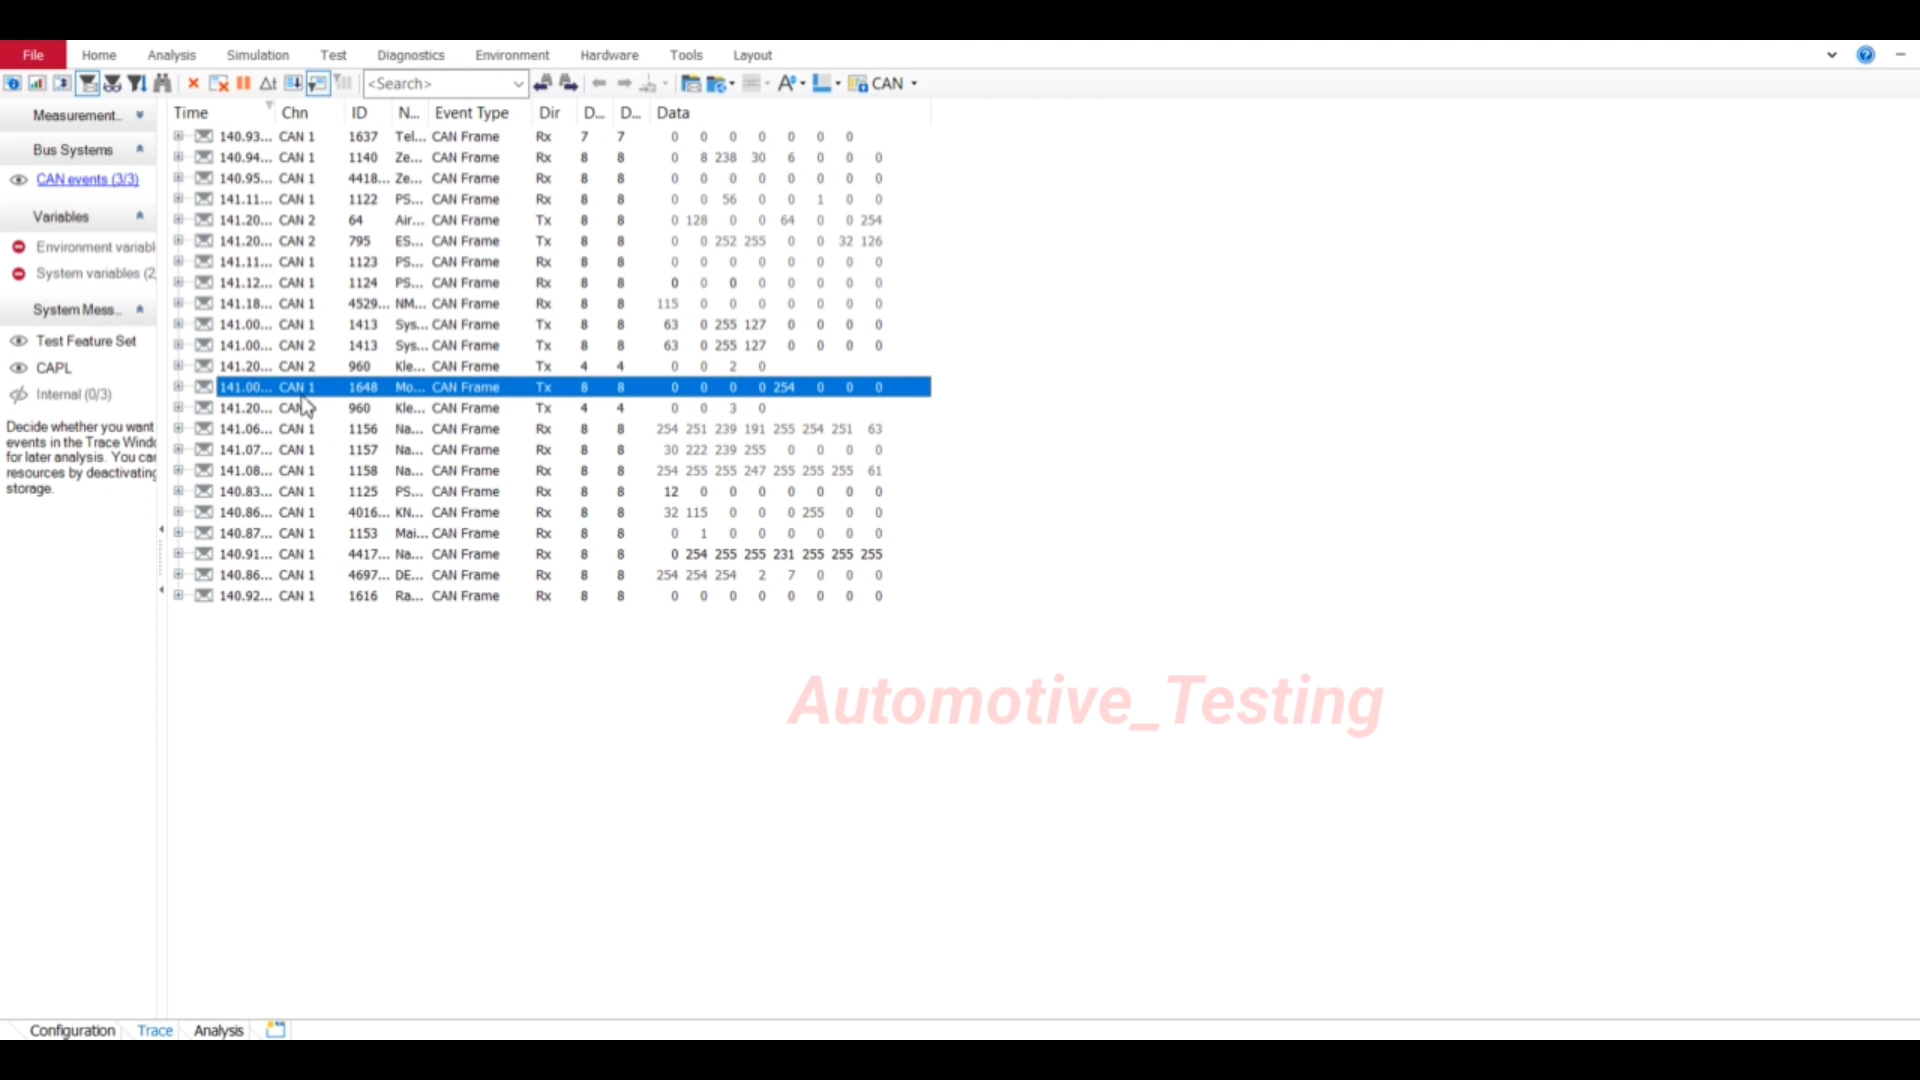 File Home Analysis Simulation Test Diagnostics Environment Hardware Tools Layout
<Search> CAN
Measurement...
Bus Systems
CAN events (3/3)
Variables
Environment variabl
System variables (2
System Mess...
Test Feature Set
CAPL
Internal (0/3)
Decide whether you want
events in the Trace Wind
for later analysis. You ca
resources by deactivating
storage.
Time Chn ID N... Event Type Dir D... D... Data
140.93... CAN 1 1637 Tel... CAN Frame Rx 7 7 0 0 0 0 0 0 0
140.94... CAN 1 1140 Ze... CAN Frame Rx 8 8 0 8 238 30 6 0 0 0
140.95... CAN 1 4418... Ze... CAN Frame Rx 8 8 0 0 0 0 0 0 0 0
141.11... CAN 1 1122 PS... CAN Frame Rx 8 8 0 0 56 0 0 1 0 0
141.20... CAN 2 64 Air... CAN Frame Tx 8 8 0 128 0 0 64 0 0 254
141.20... CAN 2 795 ES... CAN Frame Tx 8 8 0 0 252 255 0 0 32 126
141.11... CAN 1 1123 PS... CAN Frame Rx 8 8 0 0 0 0 0 0 0 0
141.12... CAN 1 1124 PS... CAN Frame Rx 8 8 0 0 0 0 0 0 0 0
141.18... CAN 1 4529... NM... CAN Frame Rx 8 8 115 0 0 0 0 0 0 0
141.00... CAN 1 1413 Sys... CAN Frame Tx 8 8 63 0 255 127 0 0 0 0
141.00... CAN 2 1413 Sys... CAN Frame Tx 8 8 63 0 255 127 0 0 0 0
141.20... CAN 2 960 Kle... CAN Frame Tx 4 4 0 0 2 0
141.00... CAN 1 1648 Mo... CAN Frame Tx 8 8 0 0 0 0 254 0 0 0
141.20... CAN 960 Kle... CAN Frame Tx 4 4 0 0 3 0
141.06... CAN 1 1156 Na... CAN Frame Rx 8 8 254 251 239 191 255 254 251 63
141.07... CAN 1 1157 Na... CAN Frame Rx 8 8 30 222 239 255 0 0 0 0
141.08... CAN 1 1158 Na... CAN Frame Rx 8 8 254 255 255 247 255 255 255 61
140.83... CAN 1 1125 PS... CAN Frame Rx 8 8 12 0 0 0 0 0 0 0
140.86... CAN 1 4016... KN... CAN Frame Rx 8 8 32 115 0 0 0 255 0 0
140.87... CAN 1 1153 Mai... CAN Frame Rx 8 8 0 1 0 0 0 0 0 0
140.91... CAN 1 4417... Na... CAN Frame Rx 8 8 0 254 255 255 231 255 255 255
140.86... CAN 1 4697... DE... CAN Frame Rx 8 8 254 254 254 2 7 0 0 0
140.92... CAN 1 1616 Ra... CAN Frame Rx 8 8 0 0 0 0 0 0 0 0
Automotive_Testing
Configuration Trace Analysis